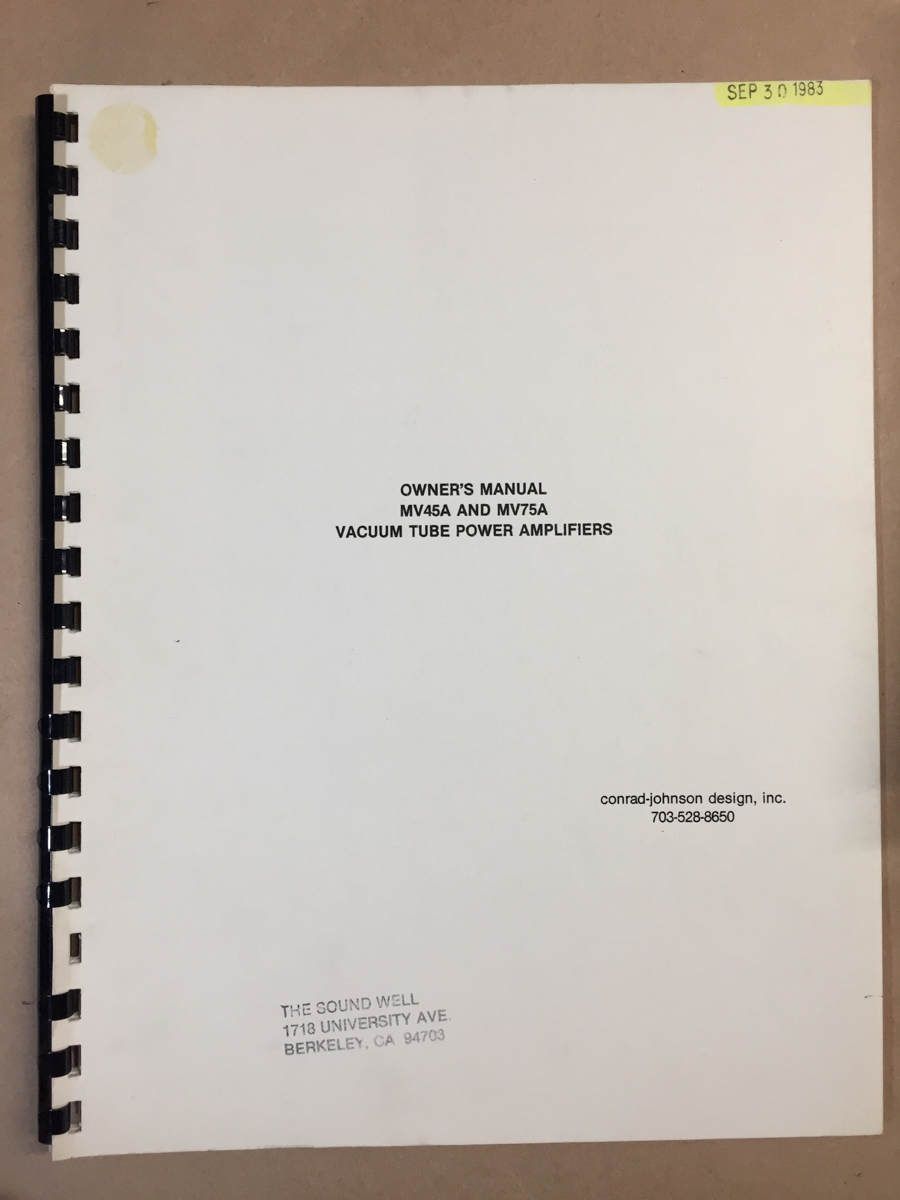 SEP 30 1983
OWNER'S MANUAL
MV45A AND MV75A
VACUUM TUBE POWER AMPLIFIERS
conrad-johnson design, inc.
703-528-8650
THE SOUND WELL
1718 UNIVERSITY AVE.
BERKELEY, CA 94703